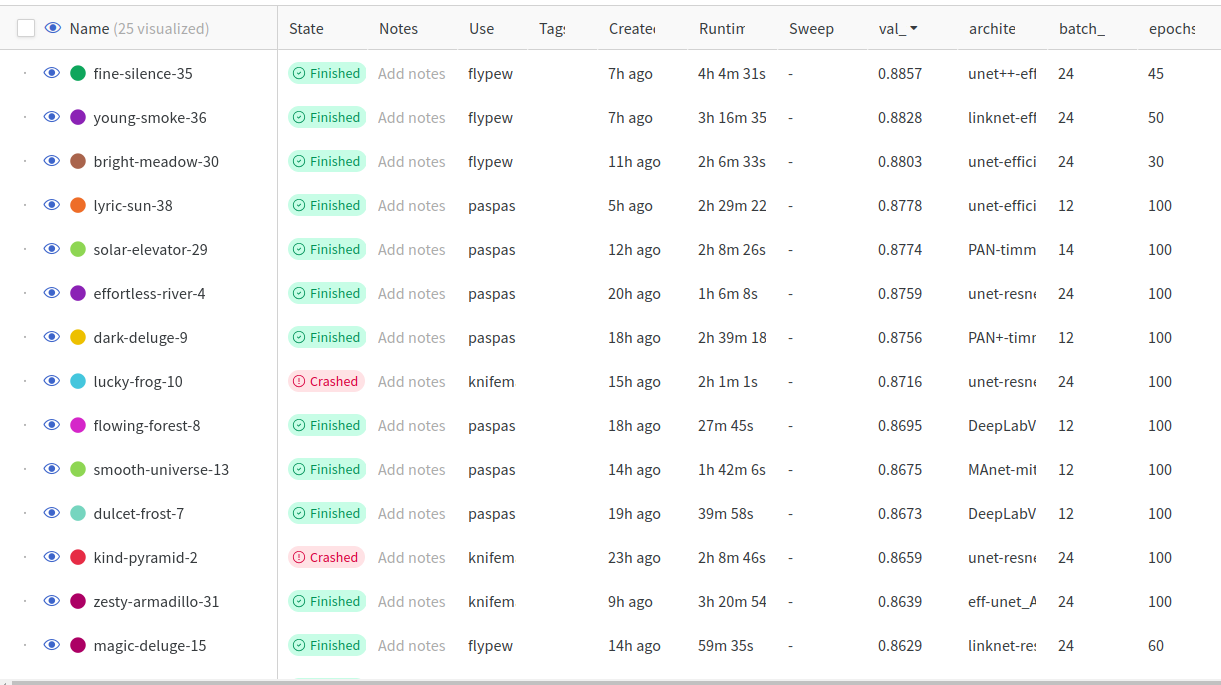 Name (25 visualized) State Notes Use Tags Create Runtin Sweep val_ archite batch_ epochs
fine-silence-35 Finished Add notes flypew 7h ago 4h 4m 31s - 0.8857 unet++-eff 24 45
young-smoke-36 Finished Add notes flypew 7h ago 3h 16m 35 - 0.8828 linknet-eff 24 50
bright-meadow-30 Finished Add notes flypew 11h ago 2h 6m 33s - 0.8803 unet-effici 24 30
lyric-sun-38 Finished Add notes paspas 5h ago 2h 29m 22 - 0.8778 unet-effici 12 100
solar-elevator-29 Finished Add notes paspas 12h ago 2h 8m 26s - 0.8774 PAN-timm 14 100
effortless-river-4 Finished Add notes paspas 20h ago 1h 6m 8s - 0.8759 unet-resne 24 100
dark-deluge-9 Finished Add notes paspas 18h ago 2h 39m 18 - 0.8756 PAN+-timr 12 100
lucky-frog-10 Crashed Add notes knifem 15h ago 2h 1m 1s - 0.8716 unet-resne 24 100
flowing-forest-8 Finished Add notes paspas 18h ago 27m 45s - 0.8695 DeepLabV 12 100
smooth-universe-13 Finished Add notes paspas 14h ago 1h 42m 6s - 0.8675 MAnet-mit 12 100
dulcet-frost-7 Finished Add notes paspas 19h ago 39m 58s - 0.8673 DeepLabV 12 100
kind-pyramid-2 Crashed Add notes knifem 23h ago 2h 8m 46s - 0.8659 unet-resne 24 100
zesty-armadillo-31 Finished Add notes knifem 9h ago 3h 20m 54 - 0.8639 eff-unet_A 24 100
magic-deluge-15 Finished Add notes flypew 14h ago 59m 35s - 0.8629 linknet-res 24 60